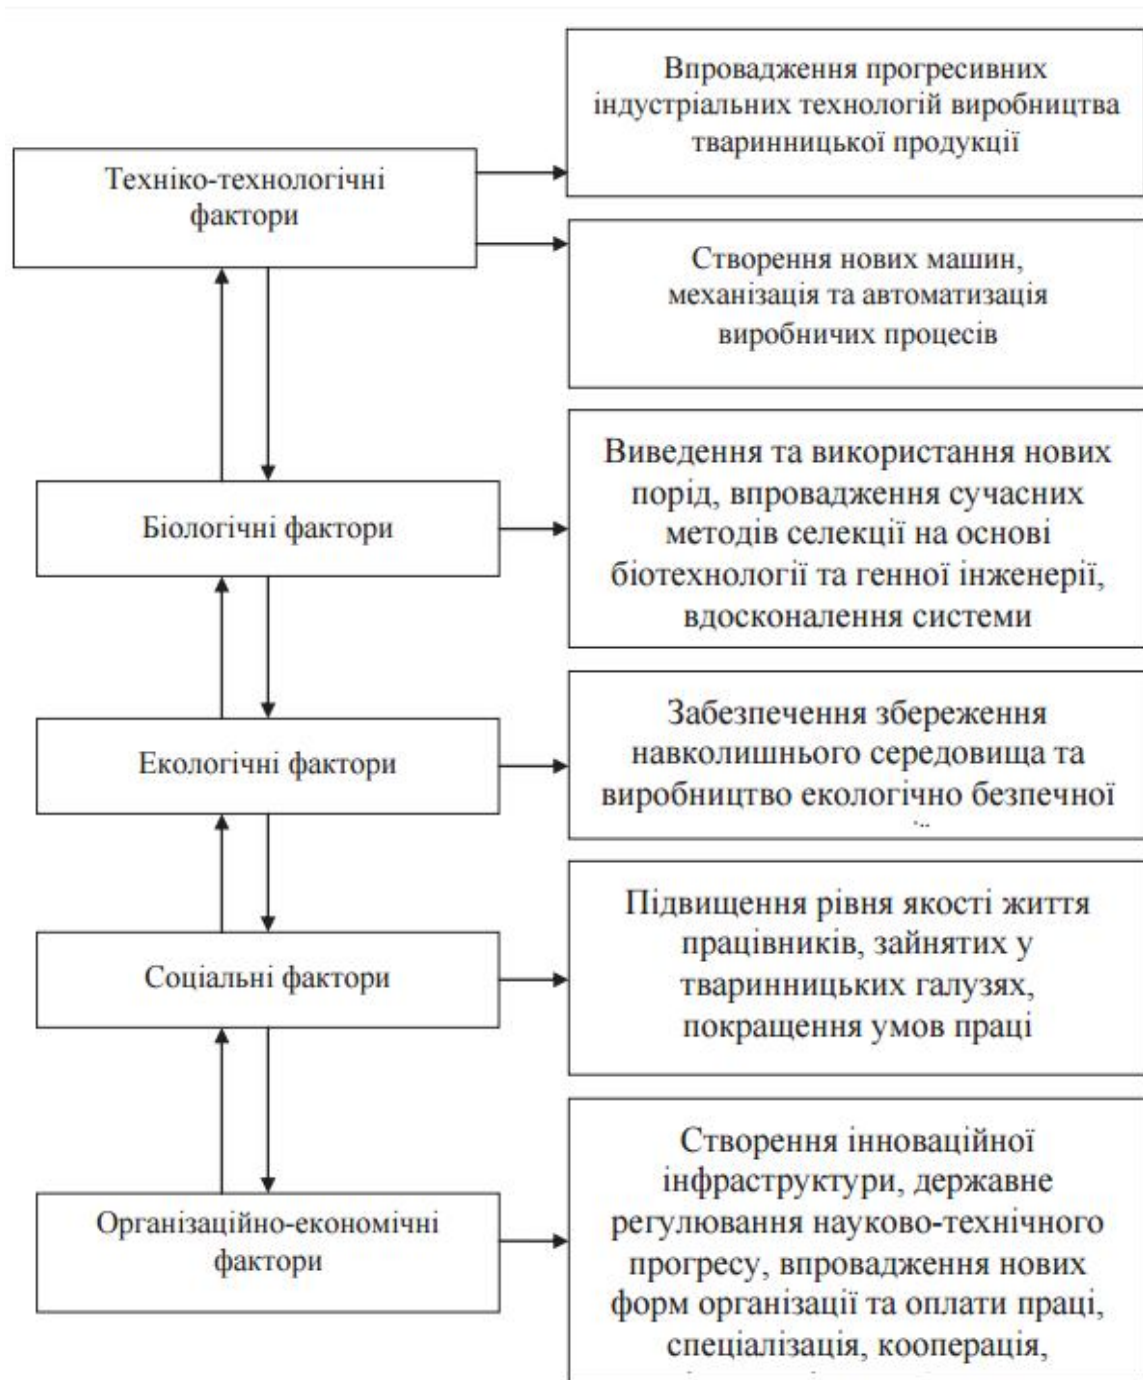 Впровадження прогресивних
індустріальних технологій виробництва
тваринницької продукції
Техніко-технологічні
фактори
Створення нових машин,
механізація та автоматизація
виробничих процесів
Біологічні фактори
Виведення та використання нових
порід, впровадження сучасних
методів селекції на основі
біотехнології та генної інженерії,
вдосконалення системи
Екологічні фактори
Забезпечення збереження
навколишнього середовища та
виробництво екологічно безпечної
Соціальні фактори
Підвищення рівня якості життя
працівників, зайнятих у
тваринницьких галузях,
покращення умов праці
Організаційно-економічні
фактори
Створення інноваційної
інфраструктури, державне
регулювання науково-технічного
прогресу, впровадження нових
форм організації та оплати праці,
спеціалізація, кооперація,